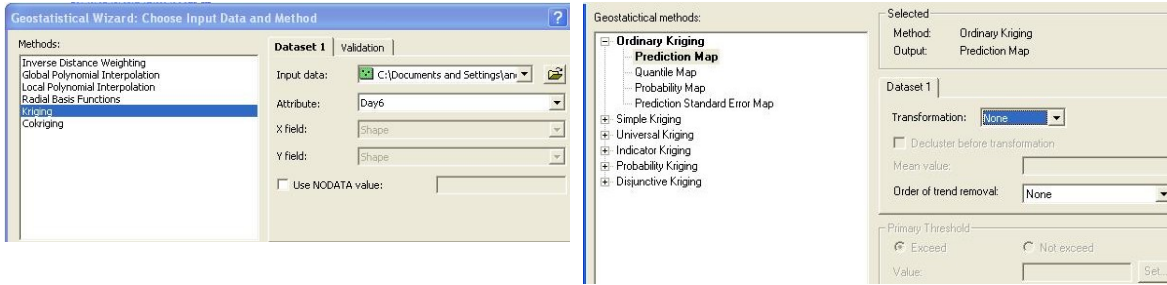 Geostatistical Wizard: Choose Input Data and Method
?
Methods:
Inverse Distance Weighting
Global Polynomial Interpolation
Local Polynomial Interpolation
Radial Basis Functions
Kriging
Cokriging
Dataset 1 Validation
Input data: C:\Documents and Settings\an
Attribute: Day6
X field: Shape
Y field: Shape
Use NODATA value:
Geostatictical methods:
Ordinary Kriging
Prediction Map
Quantile Map
Probability Map
Prediction Standard Error Map
Simple Kriging
Universal Kriging
Indicator Kriging
Probability Kriging
Disjunctive Kriging
Selected
Method: Ordinary Kriging
Output: Prediction Map
Dataset 1
Transformation: None
Decluster before transformation
Mean value:
Order of trend removal: None
Primary Threshold
Exceed Not exceed
Value: Set...